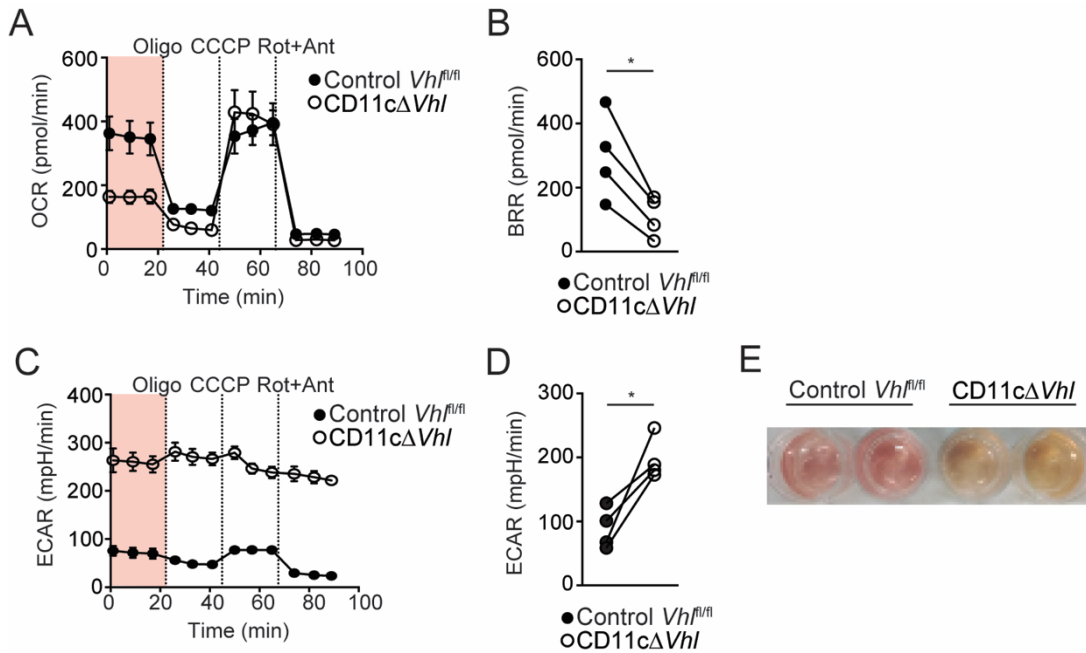 A
Oligo CCCP Rot+Ant
Control Vhlfl/fl
CD11cΔVhl
OCR (pmol/min)
600
400
200
0
0 20 40 60 80 100
Time (min)
B
BRR (pmol/min)
600
400
200
0
*
Control Vhlfl/fl
CD11cΔVhl
C
Oligo CCCP Rot+Ant
Control Vhlfl/fl
CD11cΔVhl
ECAR (mpH/min)
400
300
200
100
0
0 20 40 60 80 100
Time (min)
D
ECAR (mpH/min)
300
200
100
0
*
Control Vhlfl/fl
CD11cΔVhl
E
Control Vhlfl/fl CD11cΔVhl